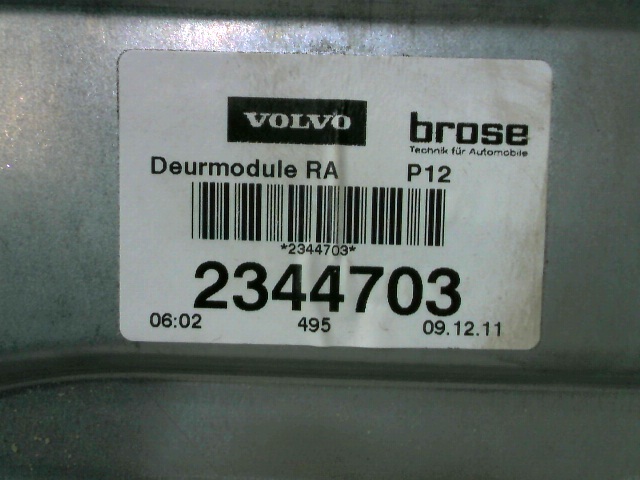 VOLVO
brose
Technik für Automobile
Deurmodule RA P12
*2344703*
2344703
06:02 495 09.12.11